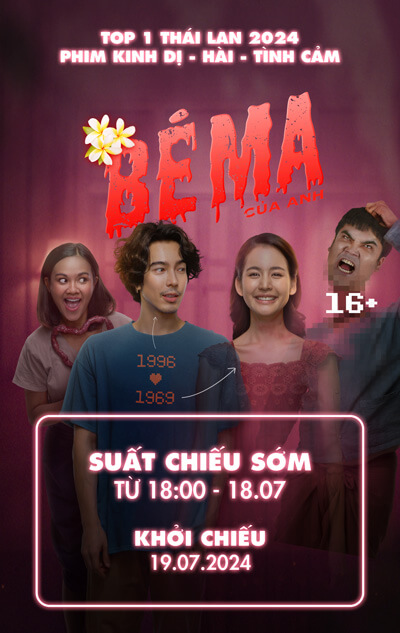 TOP 1 THÁI LAN 2024
PHIM KINH DỊ - HÀI - TÌNH CẢM
BÉ MA
CỦA ANH
16+
1996
1969
SUẤT CHIẾU SỚM
TỪ 18:00 - 18.07
KHỞI CHIẾU
19.07.2024